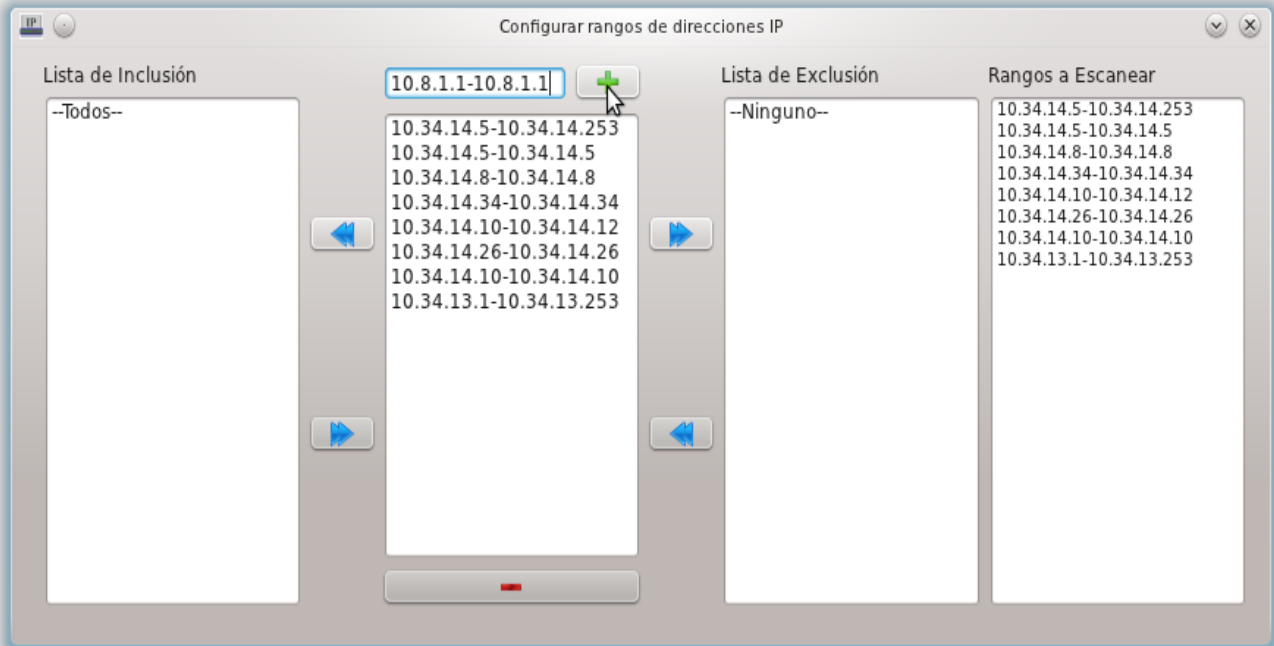 IP
Configurar rangos de direcciones IP
Lista de Inclusión
--Todos--
10.8.1.1-10.8.1.1
10.34.14.5-10.34.14.253
10.34.14.5-10.34.14.5
10.34.14.8-10.34.14.8
10.34.14.34-10.34.14.34
10.34.14.10-10.34.14.12
10.34.14.26-10.34.14.26
10.34.14.10-10.34.14.10
10.34.13.1-10.34.13.253
Lista de Exclusión
--Ninguno--
Rangos a Escanear
10.34.14.5-10.34.14.253
10.34.14.5-10.34.14.5
10.34.14.8-10.34.14.8
10.34.14.34-10.34.14.34
10.34.14.10-10.34.14.12
10.34.14.26-10.34.14.26
10.34.14.10-10.34.14.10
10.34.13.1-10.34.13.253